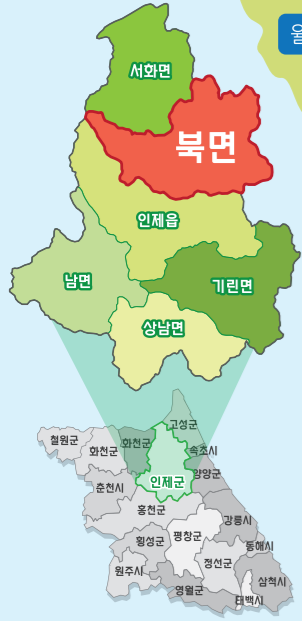 서화면
북면
인제읍
남면
기린면
상남면
고성군
철원군
화천군
화천군
속초시
양양군
인제군
춘천시
홍천군
강릉시
횡성군
평창군
동해시
원주시
정선군
삼척시
영월군
태백시